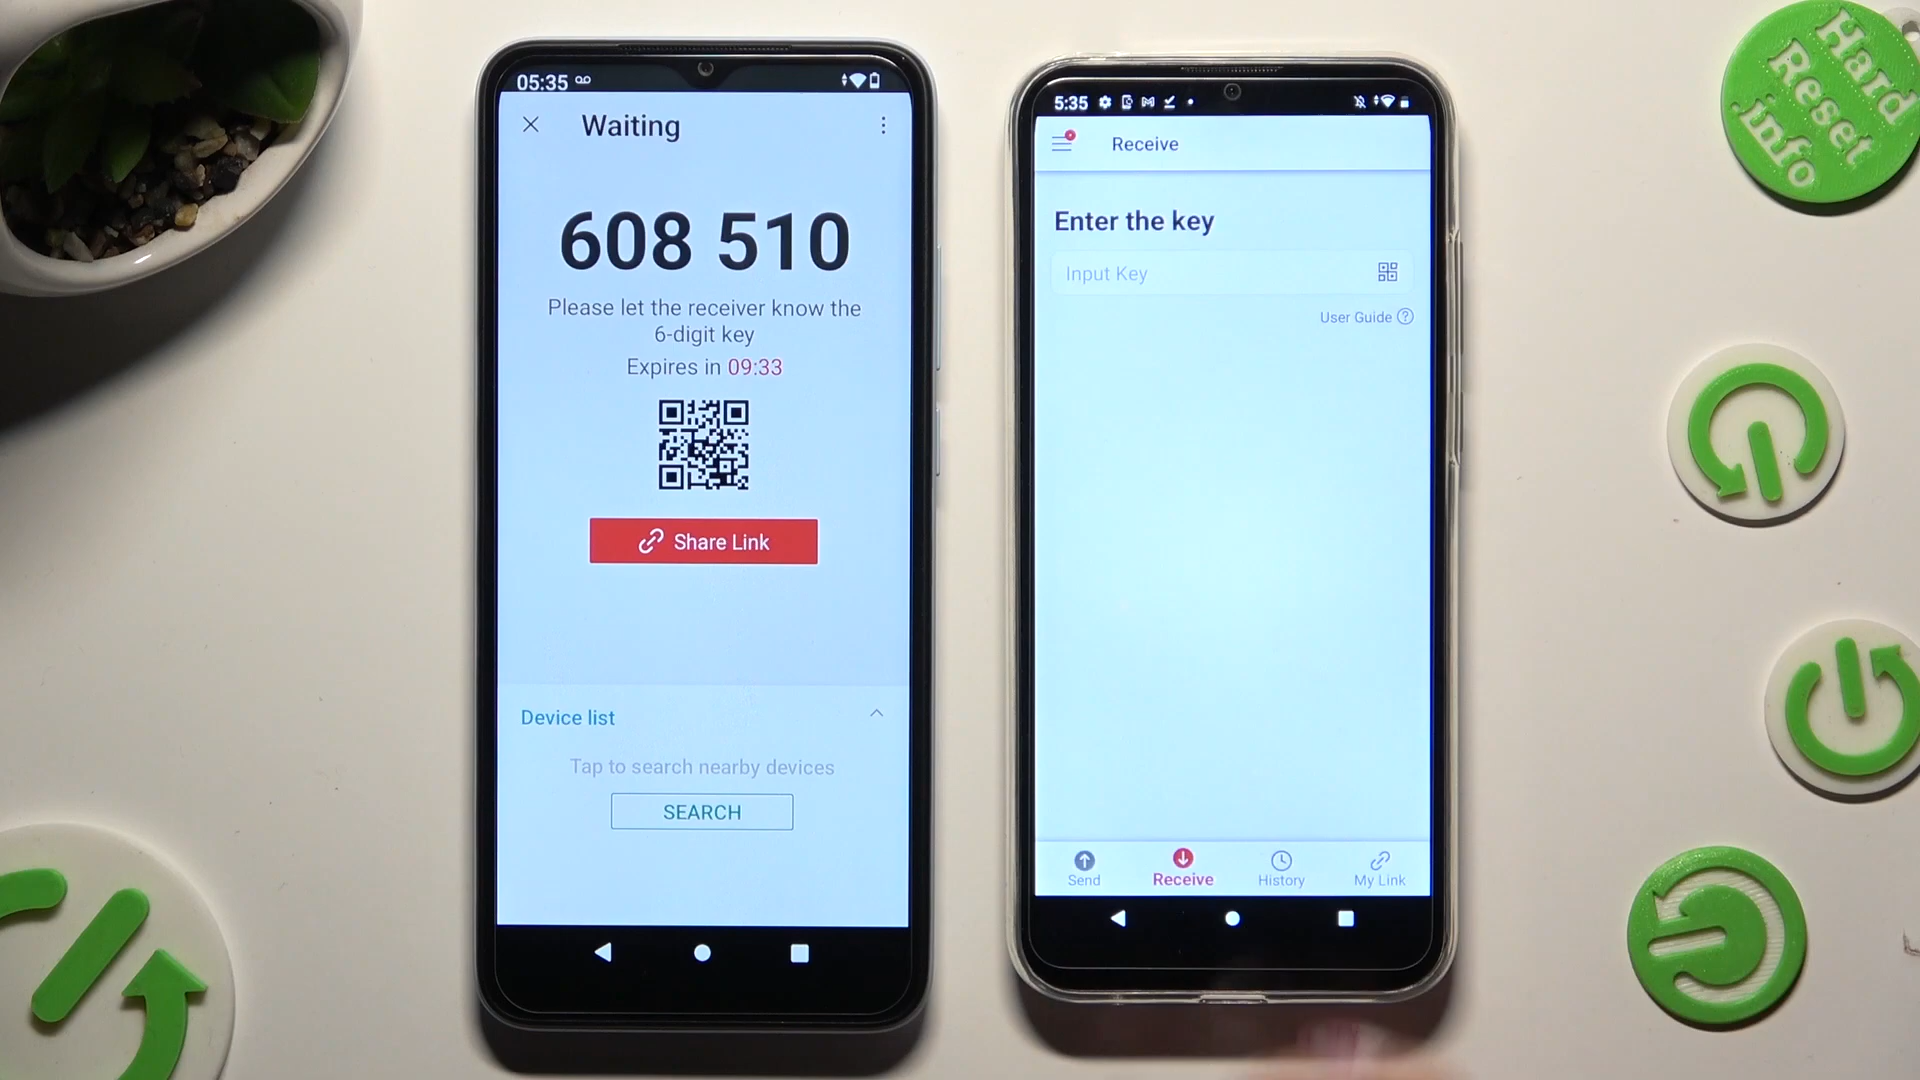 05:35
Waiting
608 510
Please let the receiver know the
6-digit key
Expires in 09:33
Share Link
Device list
Tap to search nearby devices
SEARCH
5:35
Receive
Enter the key
Input Key
User Guide
Send
Receive
History
My Link
Hard
Reset
.info